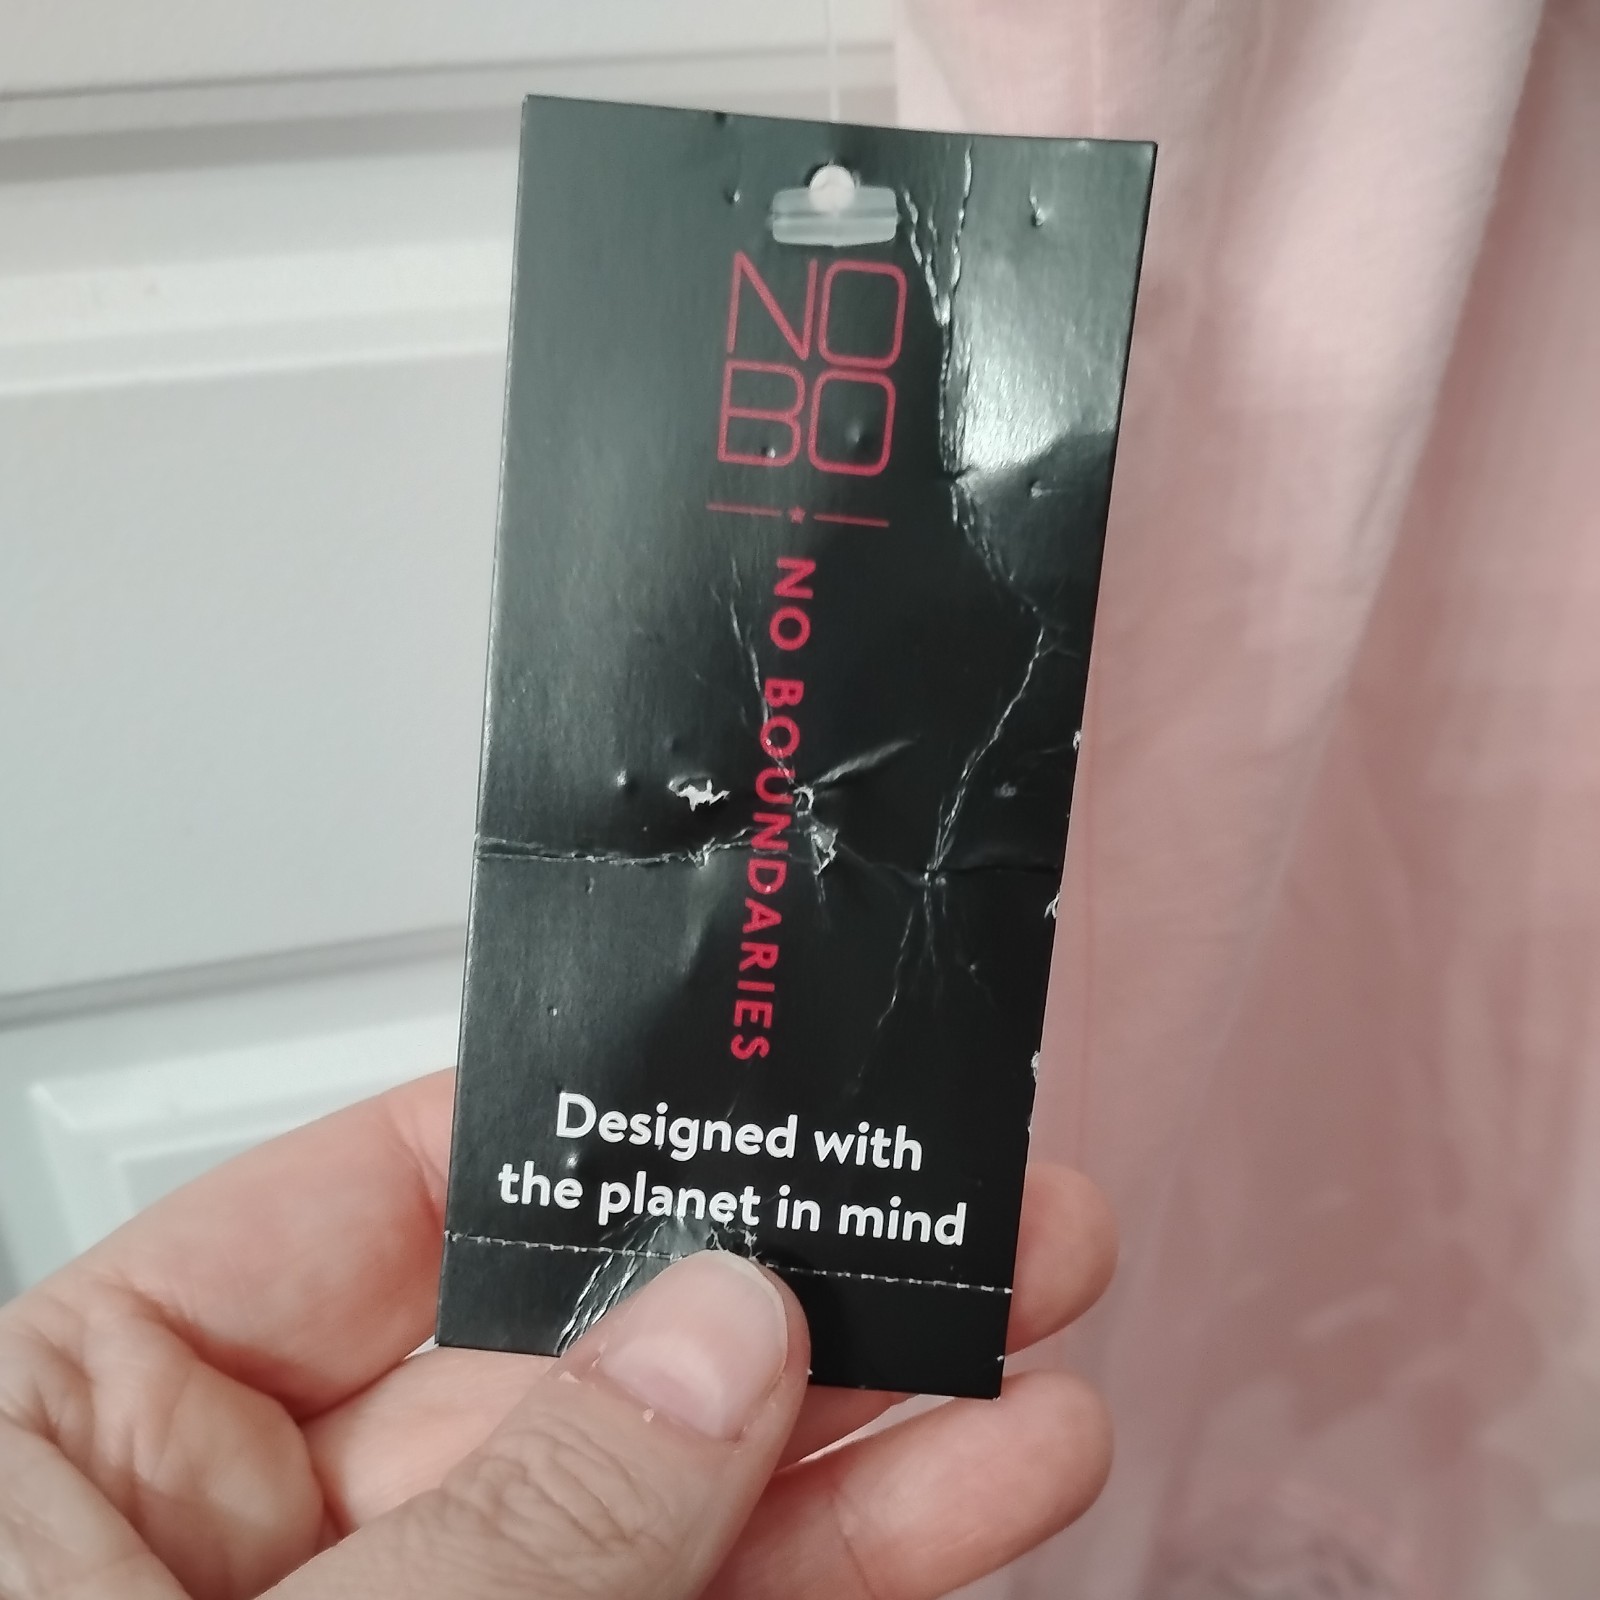 NO
BO
NO BOUNDARIES
Designed with
the planet in mind